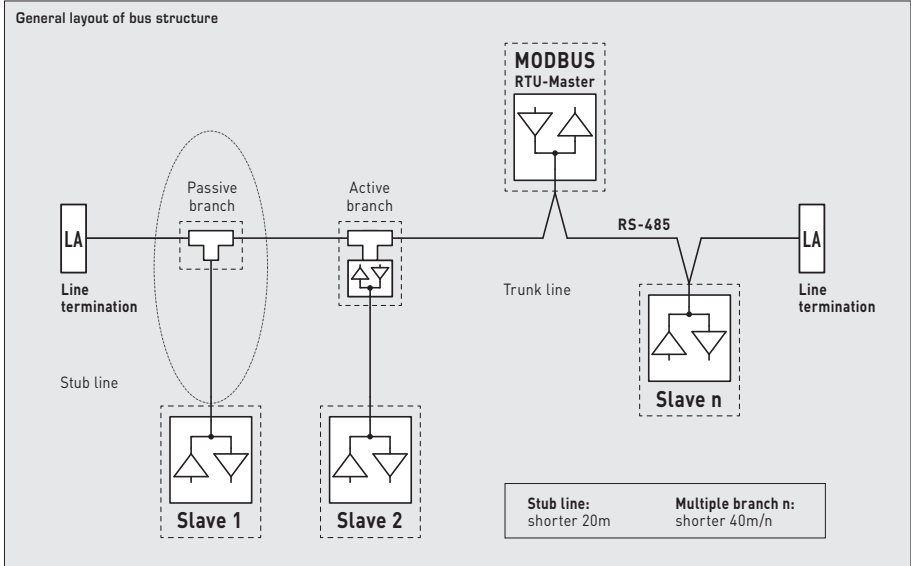 General layout of bus structure
MODBUS
RTU-Master
Passive
branch
Active
branch
LA
RS-485
LA
Line
termination
Trunk line
Line
termination
Stub line
Slave n
Slave 1
Slave 2
Stub line:
shorter 20m
Multiple branch n:
shorter 40m/n